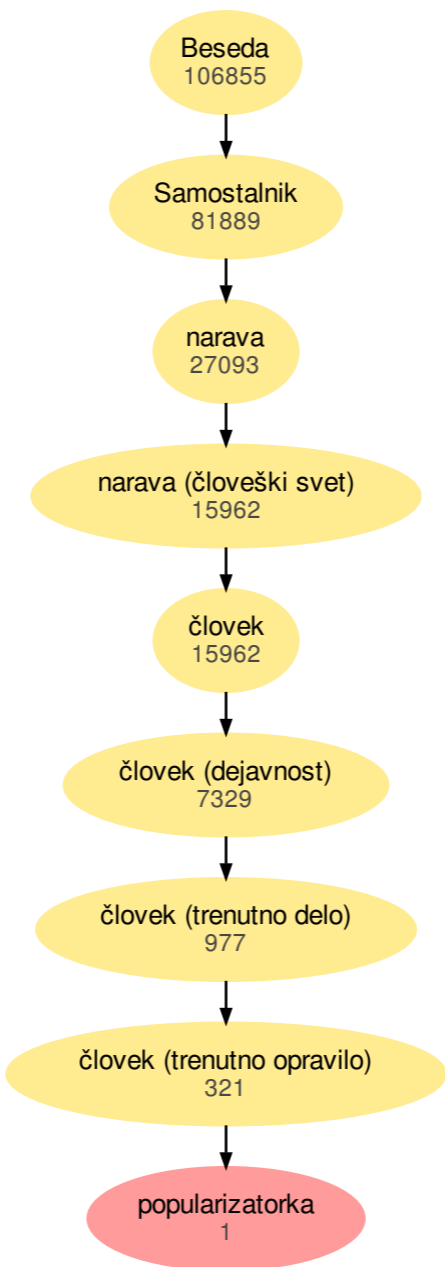 Beseda
106855
Samostalnik
81889
narava
27093
narava (človeški svet)
15962
človek
15962
človek (dejavnost)
7329
človek (trenutno delo)
977
človek (trenutno opravilo)
321
popularizatorka
1